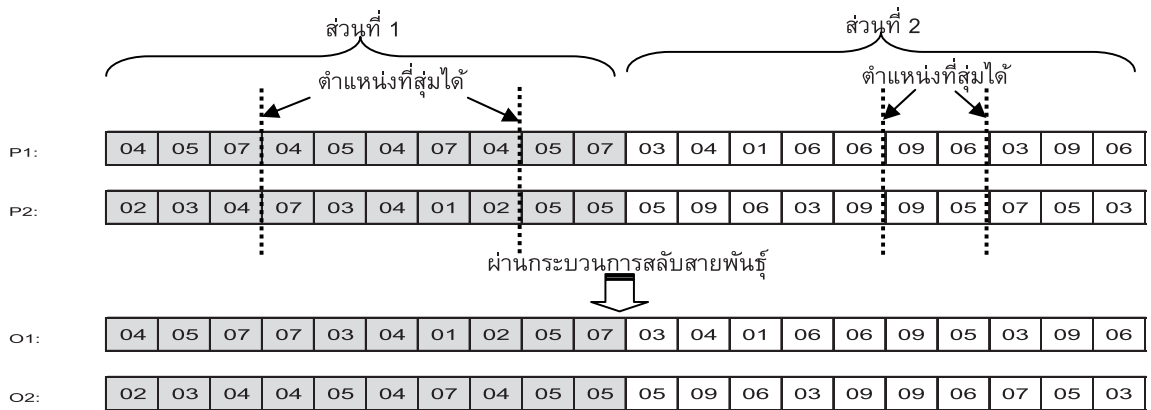 ส่วนที่ 1 ส่วนที่ 2
ตำแหน่งที่สุ่มได้ ตำแหน่งที่สุ่มได้
P1: 04 05 07 04 05 04 07 04 05 07 03 04 01 06 06 09 06 03 09 06
P2: 02 03 04 07 03 04 01 02 05 05 05 09 06 03 09 09 05 07 05 03
ผ่านกระบวนการสลับสายพันธุ์
O1: 04 05 07 07 03 04 01 02 05 07 03 04 01 06 06 09 05 03 09 06
O2: 02 03 04 04 05 04 07 04 05 05 05 09 06 03 09 09 06 07 05 03